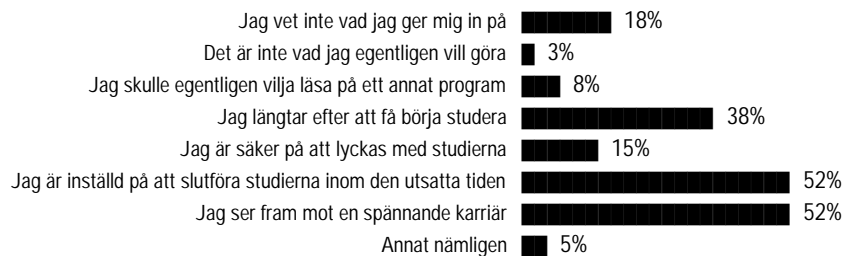 Jag vet inte vad jag ger mig in på 18%
Det är inte vad jag egentligen vill göra 3%
Jag skulle egentligen vilja läsa på ett annat program 8%
Jag längtar efter att få börja studera 38%
Jag är säker på att lyckas med studierna 15%
Jag är inställd på att slutföra studierna inom den utsatta tiden 52%
Jag ser fram mot en spännande karriär 52%
Annat nämligen 5%